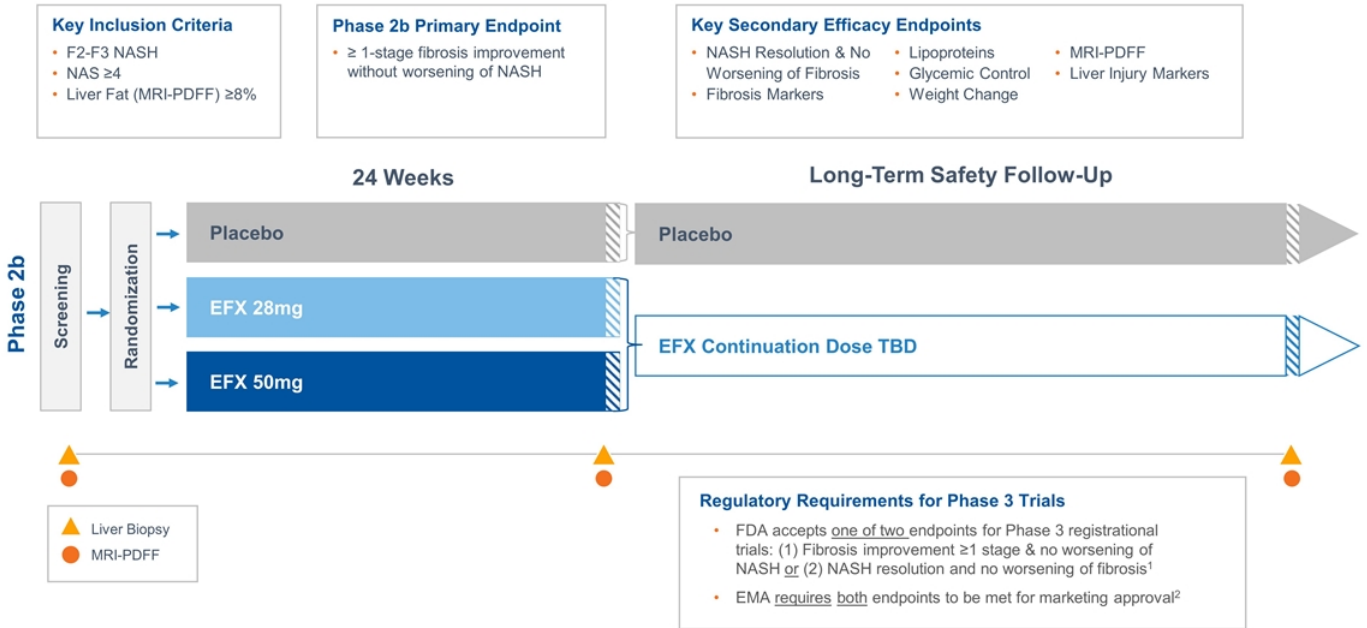 Key Inclusion Criteria
• F2-F3 NASH
• NAS ≥4
• Liver Fat (MRI-PDFF) ≥8%
Phase 2b Primary Endpoint
• ≥ 1-stage fibrosis improvement
without worsening of NASH
Key Secondary Efficacy Endpoints
• NASH Resolution & No
Worsening of Fibrosis
• Fibrosis Markers
• Lipoproteins
• Glycemic Control
• Weight Change
• MRI-PDFF
• Liver Injury Markers
24 Weeks
Long-Term Safety Follow-Up
Phase 2b
Screening
Randomization
Placebo
Placebo
EFX 28mg
EFX 50mg
EFX Continuation Dose TBD
Liver Biopsy
MRI-PDFF
Regulatory Requirements for Phase 3 Trials
• FDA accepts one of two endpoints for Phase 3 registrational
trials: (1) Fibrosis improvement ≥1 stage & no worsening of
NASH or (2) NASH resolution and no worsening of fibrosis¹
• EMA requires both endpoints to be met for marketing approval²